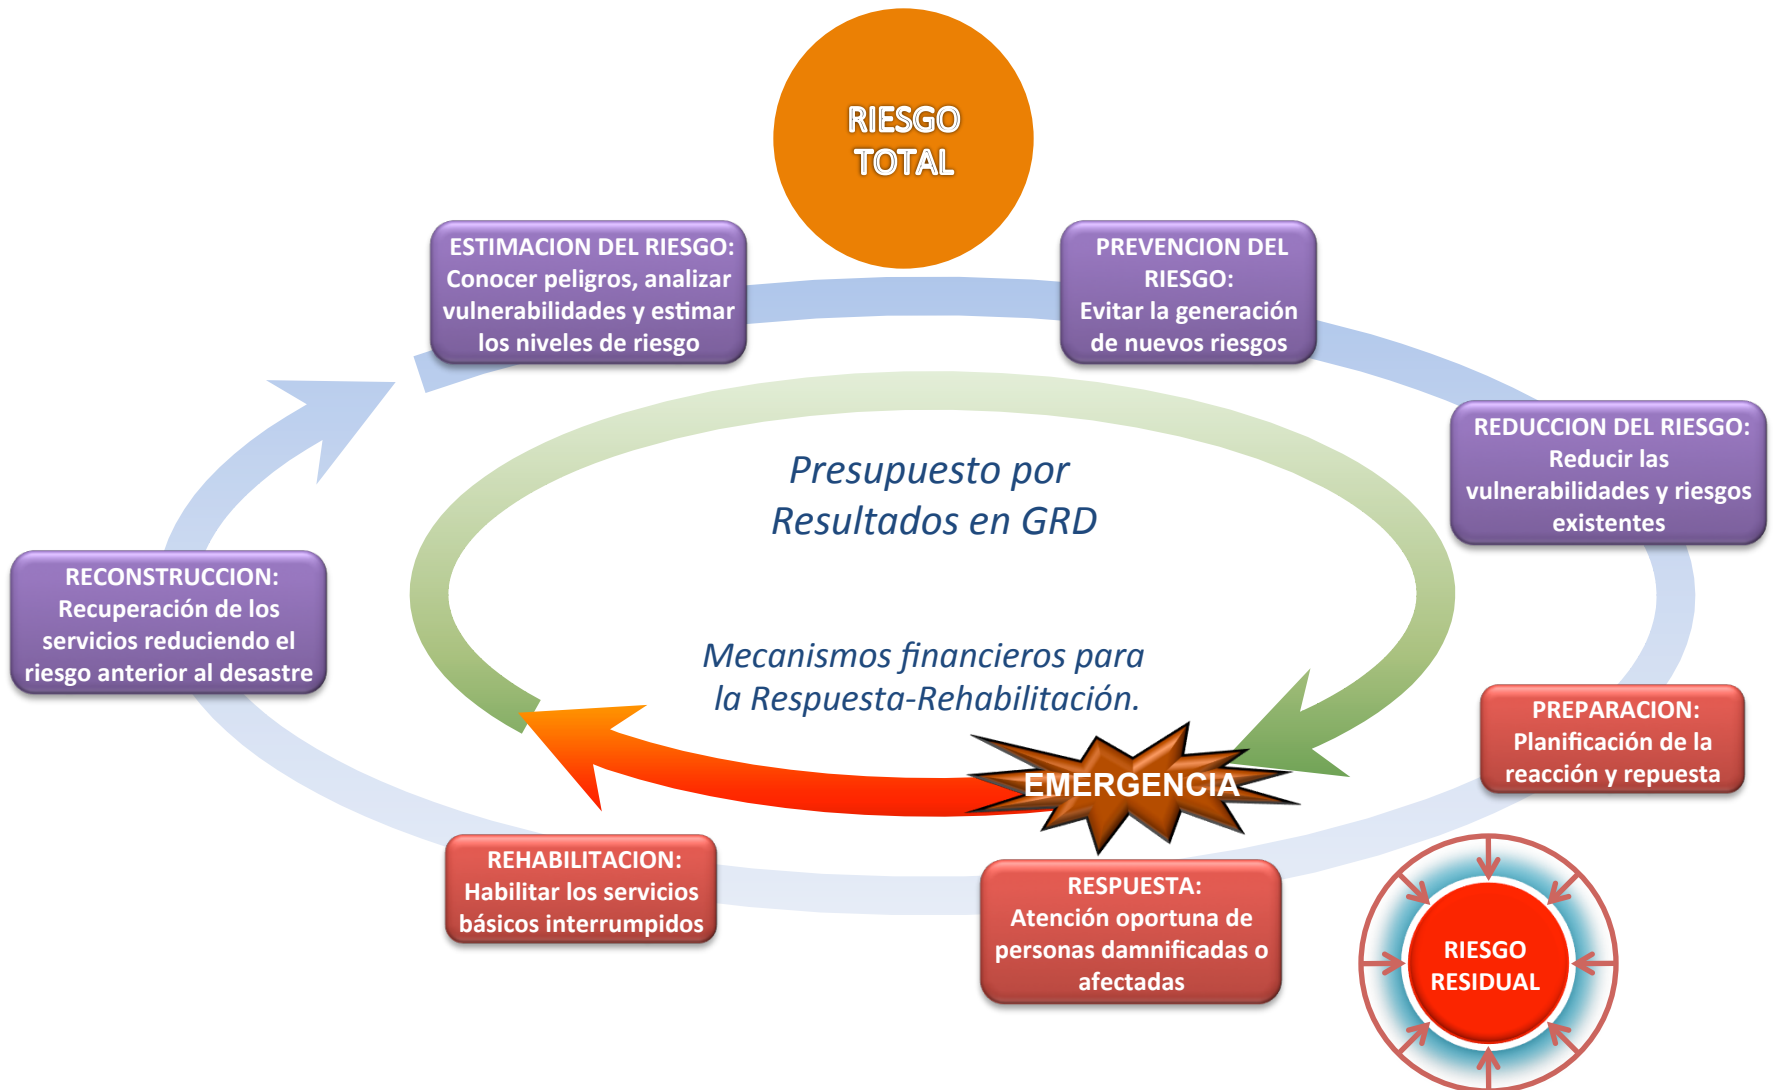 RIESGO
TOTAL
ESTIMACION DEL RIESGO:
Conocer peligros, analizar
vulnerabilidades y estimar
los niveles de riesgo
PREVENCION DEL
RIESGO:
Evitar la generación
de nuevos riesgos
REDUCCION DEL RIESGO:
Reducir las
vulnerabilidades y riesgos
existentes
Presupuesto por
Resultados en GRD
RECONSTRUCCION:
Recuperación de los
servicios reduciendo el
riesgo anterior al desastre
Mecanismos financieros para
la Respuesta-Rehabilitación.
PREPARACION:
Planificación de la
reacción y repuesta
EMERGENCIA
REHABILITACION:
Habilitar los servicios
básicos interrumpidos
RESPUESTA:
Atención oportuna de
personas damnificadas o
afectadas
RIESGO
RESIDUAL